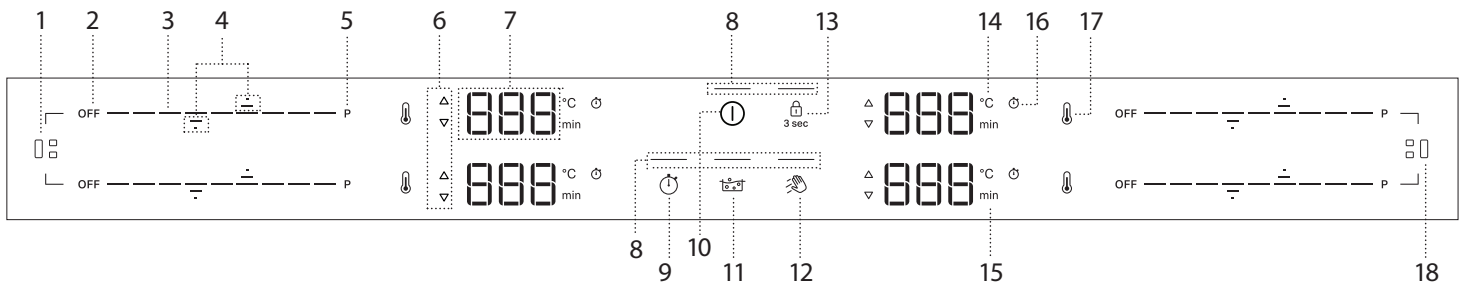 1 2 3 4 5 6 7 8 13 14 16 17
OFF P 888 °C 3 sec 888 °C OFF P
min min
OFF P 888 °C 888 °C OFF P
min min
8 9 10 11 12 15 18